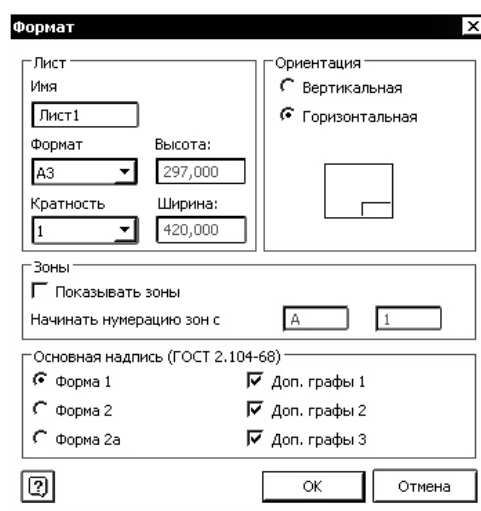 Формат
Лист
Имя
Лист1
Формат Высота:
А3 297,000
Кратность Ширина:
1 420,000
Ориентация
Вертикальная
Горизонтальная
Зоны
Показывать зоны
Начинать нумерацию зон с А 1
Основная надпись (ГОСТ 2.104-68)
Форма 1 Доп. графы 1
Форма 2 Доп. графы 2
Форма 2а Доп. графы 3
? ОК Отмена